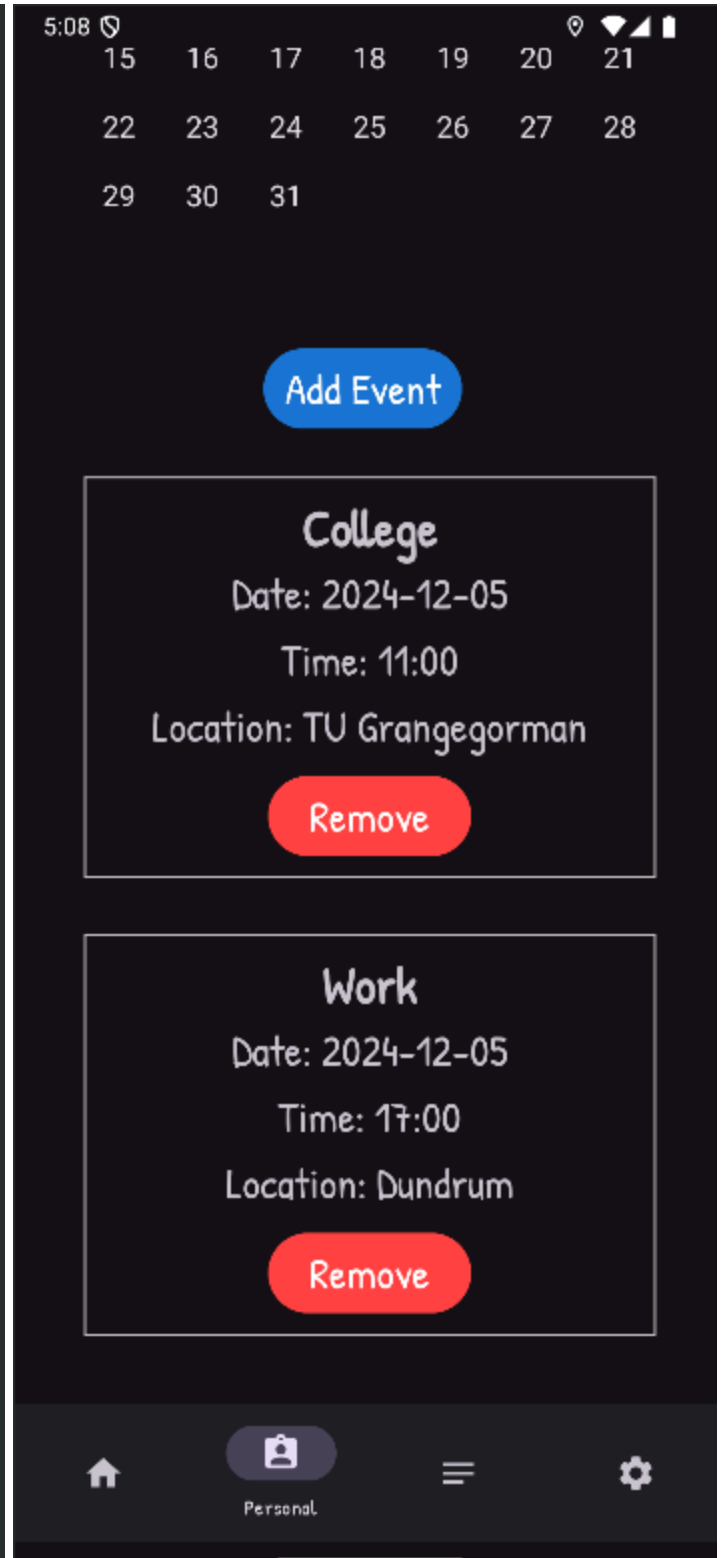 5:08
15 16 17 18 19 20 21
22 23 24 25 26 27 28
29 30 31
Add Event
College
Date: 2024-12-05
Time: 11:00
Location: TU Grangegorman
Remove
Work
Date: 2024-12-05
Time: 17:00
Location: Dundrum
Remove
Personal